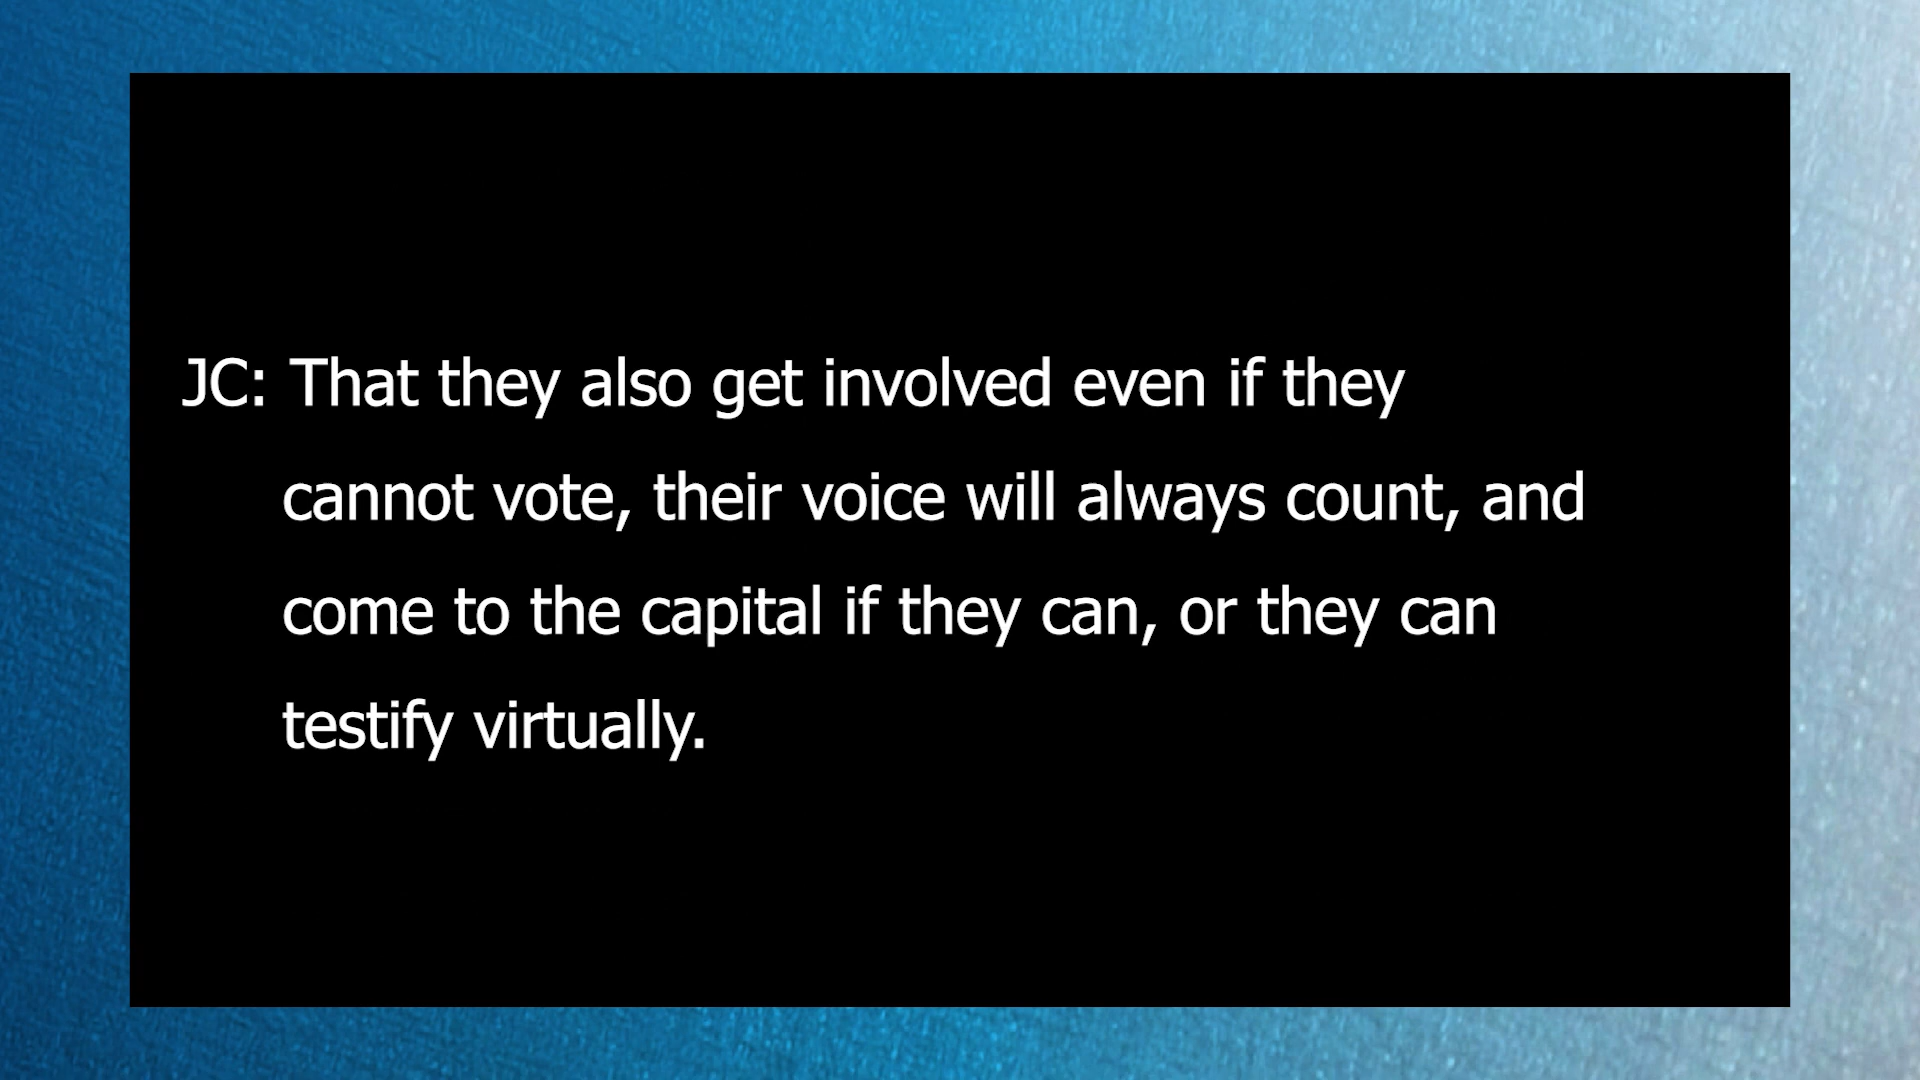 JC: That they also get involved even if they
cannot vote, their voice will always count, and
come to the capital if they can, or they can
testify virtually.